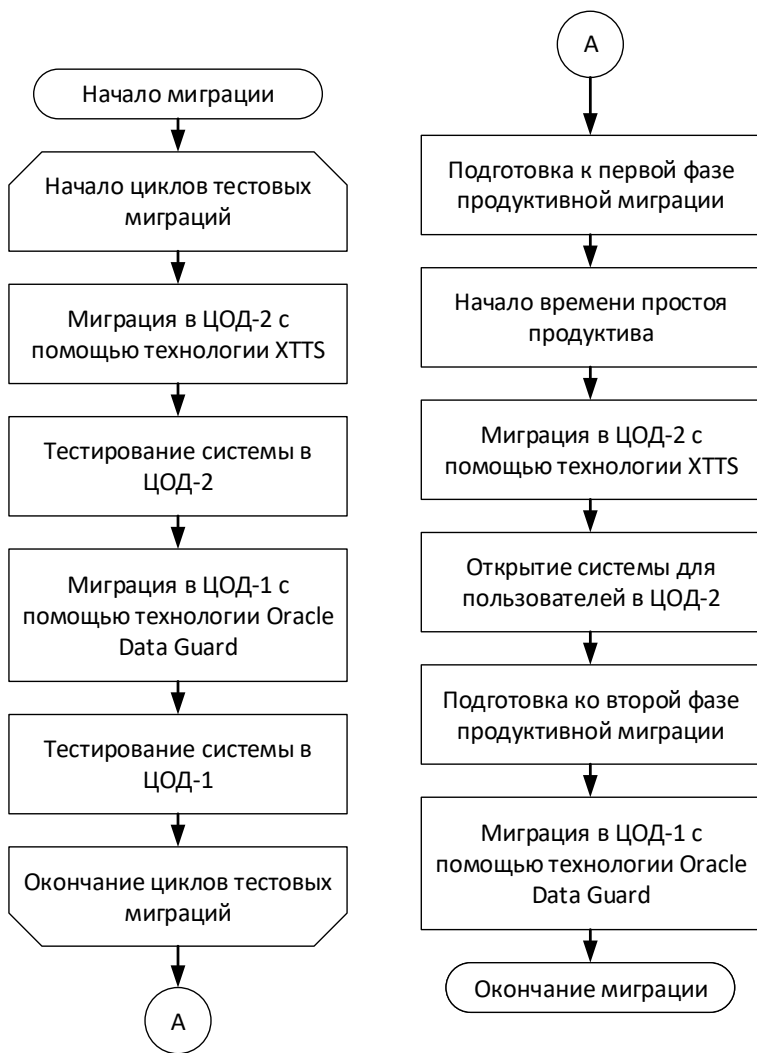 Начало миграции
Начало циклов тестовых
миграций
Миграция в ЦОД-2 с
помощью технологии XTTS
Тестирование системы в
ЦОД-2
Миграция в ЦОД-1 с
помощью технологии Oracle
Data Guard
Тестирование системы в
ЦОД-1
Окончание циклов тестовых
миграций
А
А
Подготовка к первой фазе
продуктивной миграции
Начало времени простоя
продуктива
Миграция в ЦОД-2 с
помощью технологии XTTS
Открытие системы для
пользователей в ЦОД-2
Подготовка ко второй фазе
продуктивной миграции
Миграция в ЦОД-1 с
помощью технологии Oracle
Data Guard
Окончание миграции